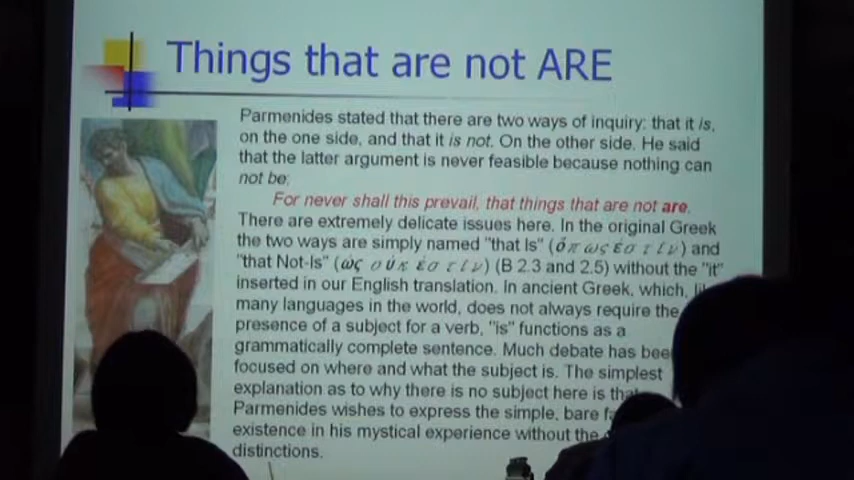 Things that are not ARE
Parmenides stated that there are two ways of inquiry: that it is,
on the one side, and that it is not. On the other side. He said
that the latter argument is never feasible because nothing can
not be:
For never shall this prevail, that things that are not are.
There are extremely delicate issues here. In the original Greek
the two ways are simply named "that Is" (ὅπως ἐστίν) and
"that Not-Is" (ὡς οὐκ ἐστίν) (B 2.3 and 2.5) without the "it"
inserted in our English translation. In ancient Greek, which,
many languages in the world, does not always require the
presence of a subject for a verb, "is" functions as a
grammatically complete sentence. Much debate has
focused on where and what the subject is. The simplest
explanation as to why there is no subject here is
Parmenides wishes to express the simple, bare
existence in his mystical experience without the
distinctions.